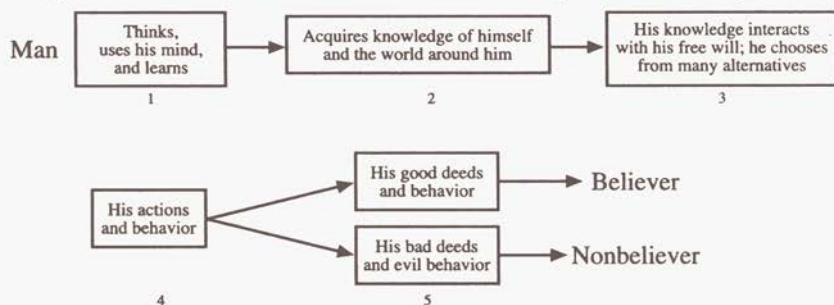 Man
Thinks,
uses his mind,
and learns
1
Acquires knowledge of himself
and the world around him
2
His knowledge interacts
with his free will; he chooses
from many alternatives
3
His actions
and behavior
4
His good deeds
and behavior
Believer
His bad deeds
and evil behavior
Nonbeliever
5